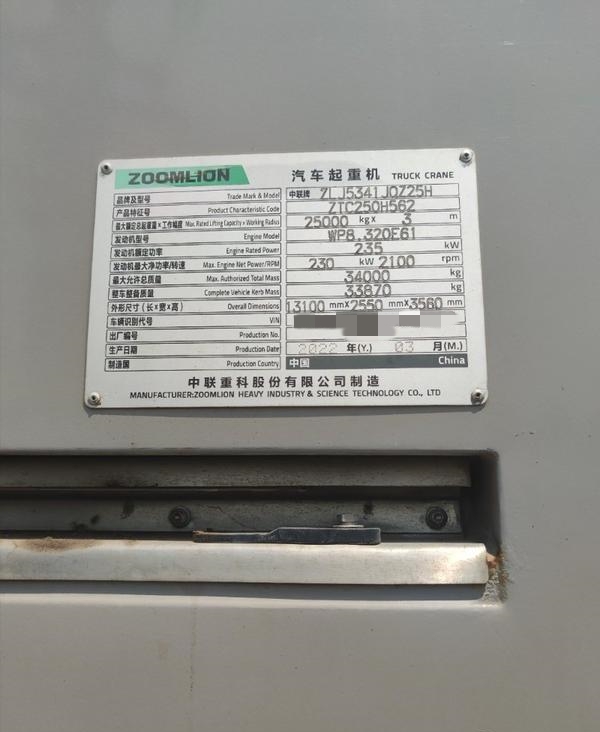 ZOOMLION 汽车起重机 TRUCK CRANE
品牌及型号 Trade Mark & Model 中联牌 ZLJ5341JQZ25H
产品特征号 Product Characteristic Code ZTC250H562
最大额定总起重量×工作幅度 Max. Rated Lifting Capacity × Working Radius 25000 kg× 3 m
发动机型号 Engine Model WP8.320E61
发动机额定功率 Engine Rated Power 235 kW
发动机最大净功率/转速 Max. Engine Net Power/RPM 230 kW 2100 rpm
最大允许总质量 Max. Authorized Total Mass 34000 kg
整车整备质量 Complete Vehicle Kerb Mass 33870 kg
外形尺寸(长×宽×高) Overall Dimensions 13100 mm×2550 mm×3560 mm
车辆识别代号 VIN
出厂编号 Production No.
生产日期 Production Date 2022 年(Y.) 03 月(M.)
制造国 Production Country 中国 China
中联重科股份有限公司制造
MANUFACTURER:ZOOMLION HEAVY INDUSTRY & SCIENCE TECHNOLOGY CO., LTD